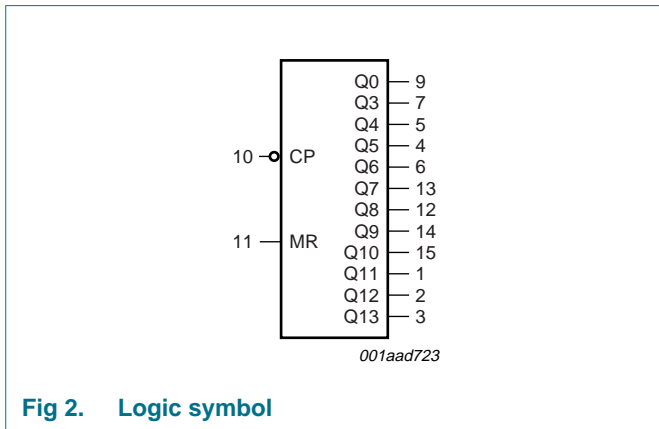 Q0 9
Q3 7
Q4 5
Q5 4
10 CP
Q6 6
Q7 13
Q8 12
Q9 14
11 MR
Q10 15
Q11 1
Q12 2
Q13 3
001aad723
Fig 2. Logic symbol